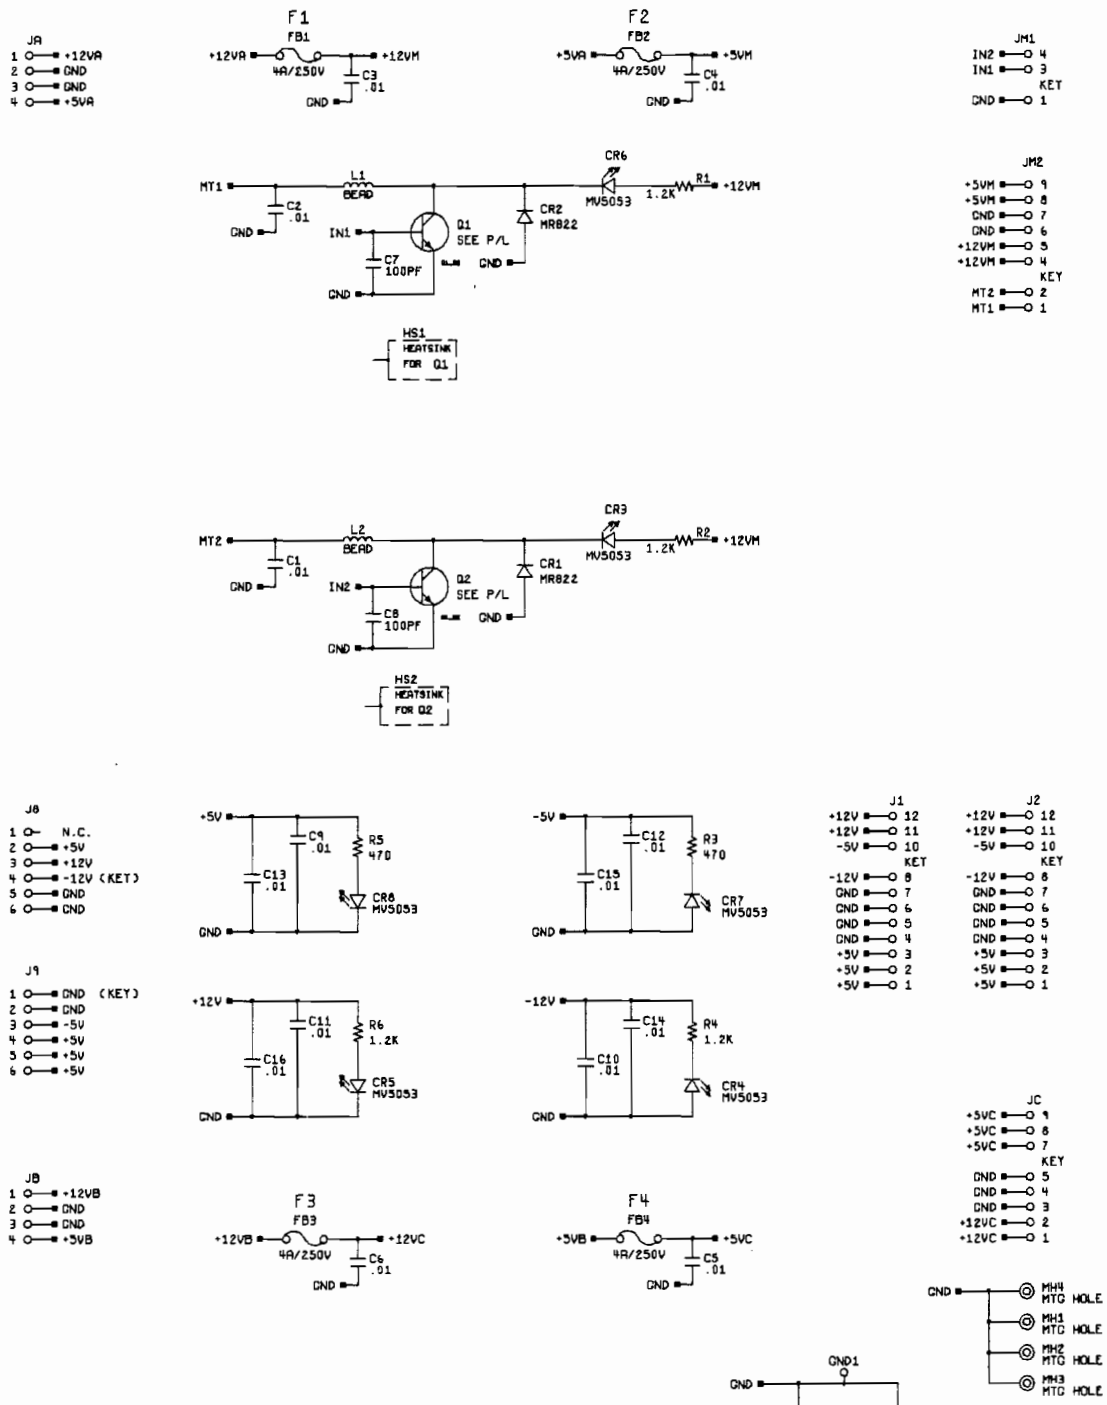 F1
FB1
+12VA +12VM
4A/250V
C3
.01
GND
F2
FB2
+5VA +5VM
4A/250V
C4
.01
GND
JA
1 +12VA
2 GND
3 GND
4 +5VA
JM1
IN2 4
IN1 3
KEY
GND 1
JM2
+5VM 9
+5VM 8
GND 7
GND 6
+12VM 5
+12VM 4
KEY
MT2 2
MT1 1
MT1
L1
BEAD
C2
.01
GND
IN1
C7
100PF
GND
Q1
SEE P/L
GND
CR2
MR822
CR6
MV5053
R1
1.2K
+12VM
HS1
HEATSINK
FOR Q1
MT2
L2
BEAD
C1
.01
GND
IN2
C8
100PF
GND
Q2
SEE P/L
GND
CR1
MR822
CR3
MV5053
R2
1.2K
+12VM
HS2
HEATSINK
FOR Q2
J8
1 N.C.
2 +5V
3 +12V
4 -12V (KEY)
5 GND
6 GND
+5V
C13
.01
C9
.01
R5
470
CR8
MV5053
GND
-5V
C15
.01
C12
.01
R3
470
CR7
MV5053
GND
J1
+12V 12
+12V 11
-5V 10
KEY
-12V 8
GND 7
GND 6
GND 5
GND 4
+5V 3
+5V 2
+5V 1
J2
+12V 12
+12V 11
-5V 10
KEY
-12V 8
GND 7
GND 6
GND 5
GND 4
+5V 3
+5V 2
+5V 1
J9
1 GND (KEY)
2 GND
3 -5V
4 +5V
5 +5V
6 +5V
+12V
C16
.01
C11
.01
R6
1.2K
CR5
MV5053
GND
-12V
C10
.01
C14
.01
R4
1.2K
CR4
MV5053
GND
JC
+5VC 9
+5VC 8
+5VC 7
KEY
GND 5
GND 4
GND 3
+12VC 2
+12VC 1
JB
1 +12VB
2 GND
3 GND
4 +5VB
F3
FB3
+12VB +12VC
4A/250V
C6
.01
GND
F4
FB4
+5VB +5VC
4A/250V
C5
.01
GND
GND
MH4
MTG HOLE
MH1
MTG HOLE
MH2
MTG HOLE
MH3
MTG HOLE
GND1
GND